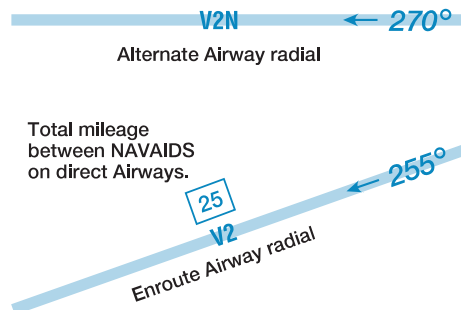 V2N ← 270°
Alternate Airway radial
Total mileage
between NAVAIDS
on direct Airways.
← 255°
25
V2
Enroute Airway radial